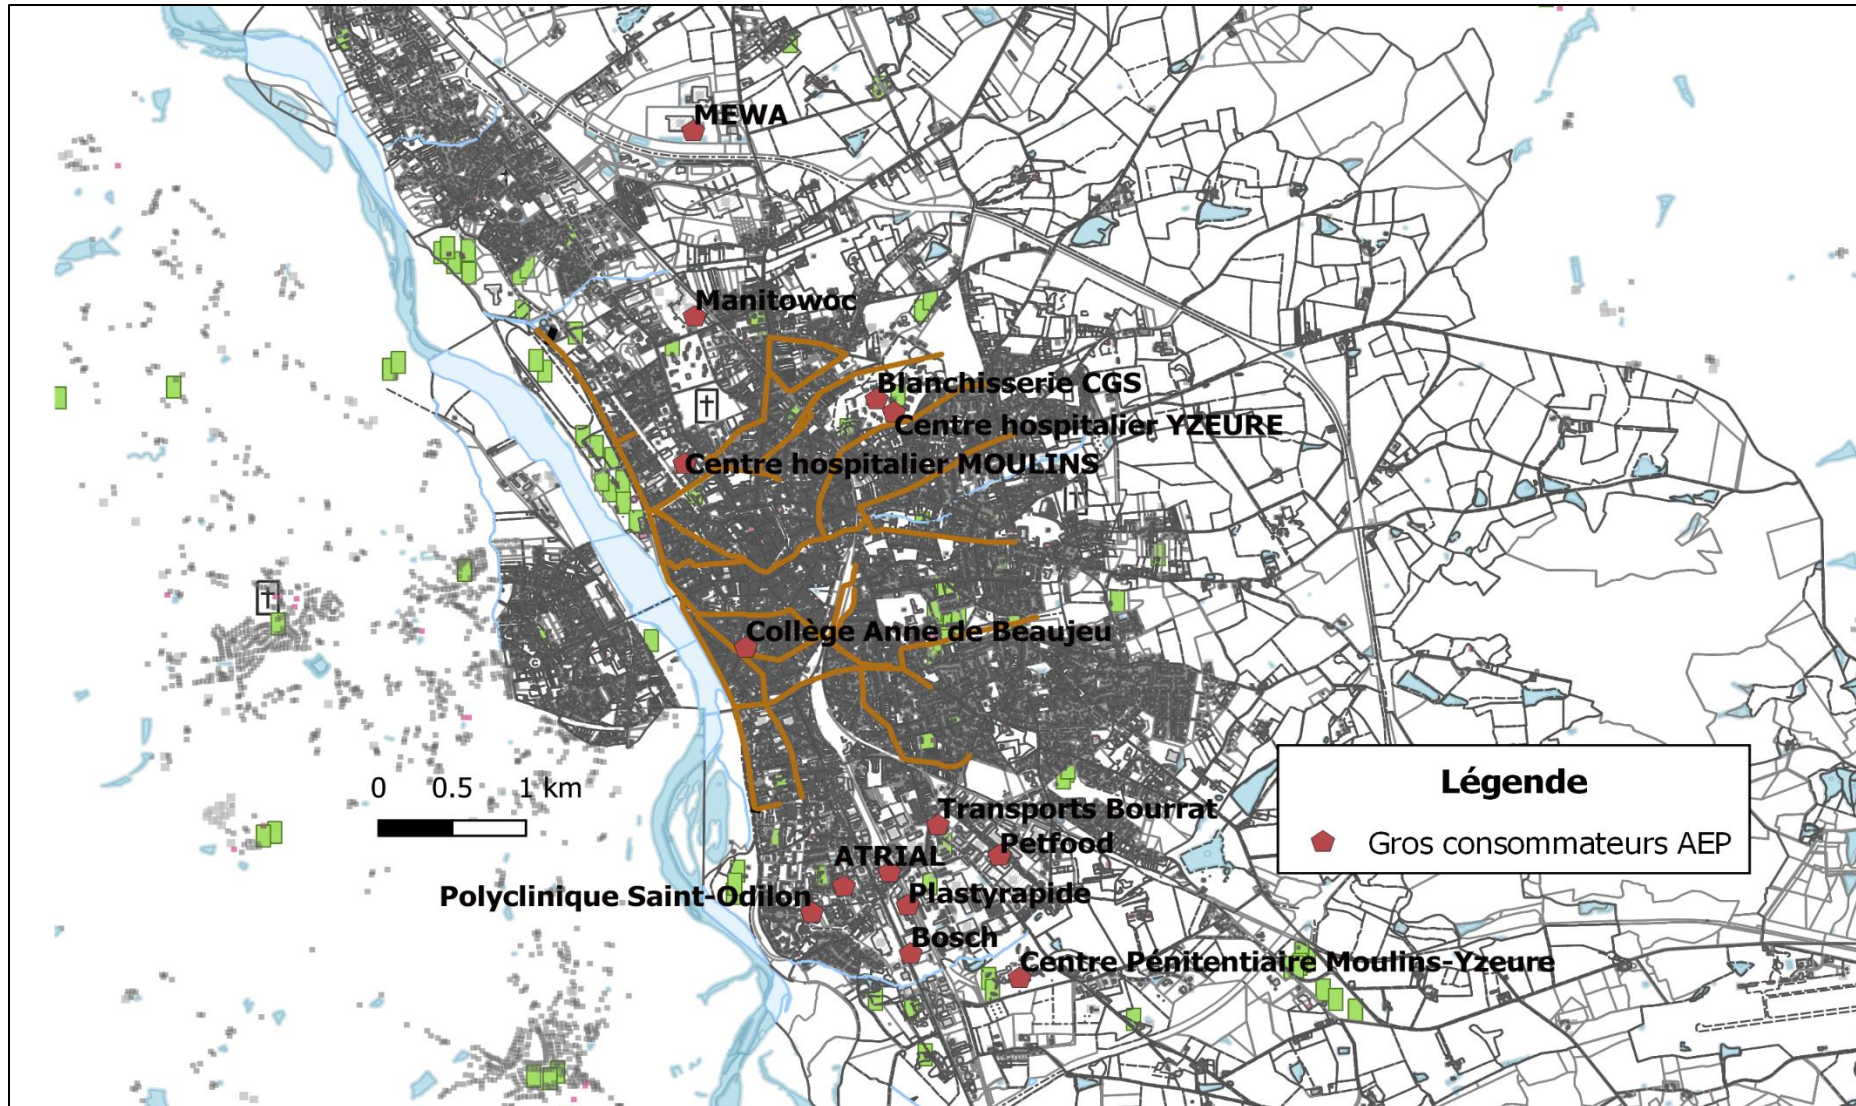 MEWA
Manitowoc
Blanchisserie CGS
Centre hospitalier YZEURE
Centre hospitalier MOULINS
Collège Anne de Beaujeu
0 0.5 1 km
Légende
Gros consommateurs AEP
Transports Bourrat
Petfood
ATRIAL
Plastyrapide
Polyclinique Saint-Odilon
Bosch
Centre Pénitentiaire Moulins-Yzeure